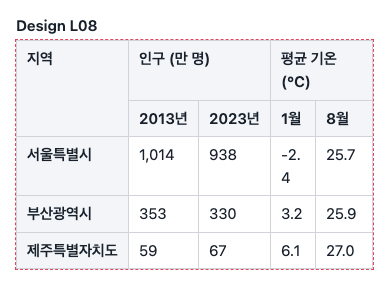 Design L08
지역 인구 (만 명) 평균 기온
(℃)
2013년 2023년 1월 8월
서울특별시 1,014 938 -2. 25.7
4
부산광역시 353 330 3.2 25.9
제주특별자치도 59 67 6.1 27.0